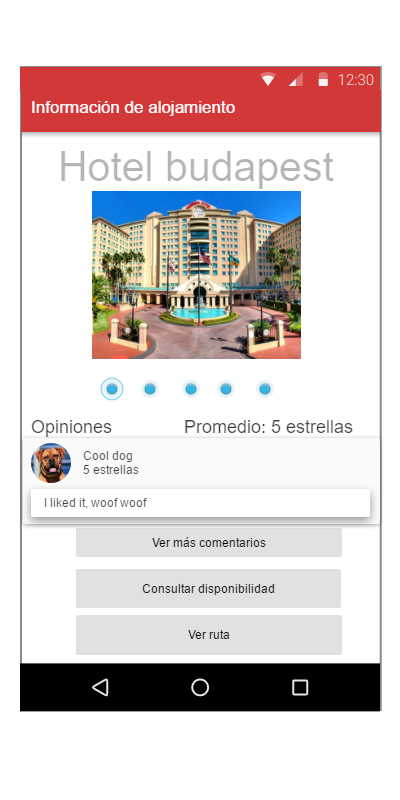 12:30
Información de alojamiento
Hotel budapest
Opiniones Promedio: 5 estrellas
Cool dog
5 estrellas
I liked it, woof woof
Ver más comentarios
Consultar disponibilidad
Ver ruta